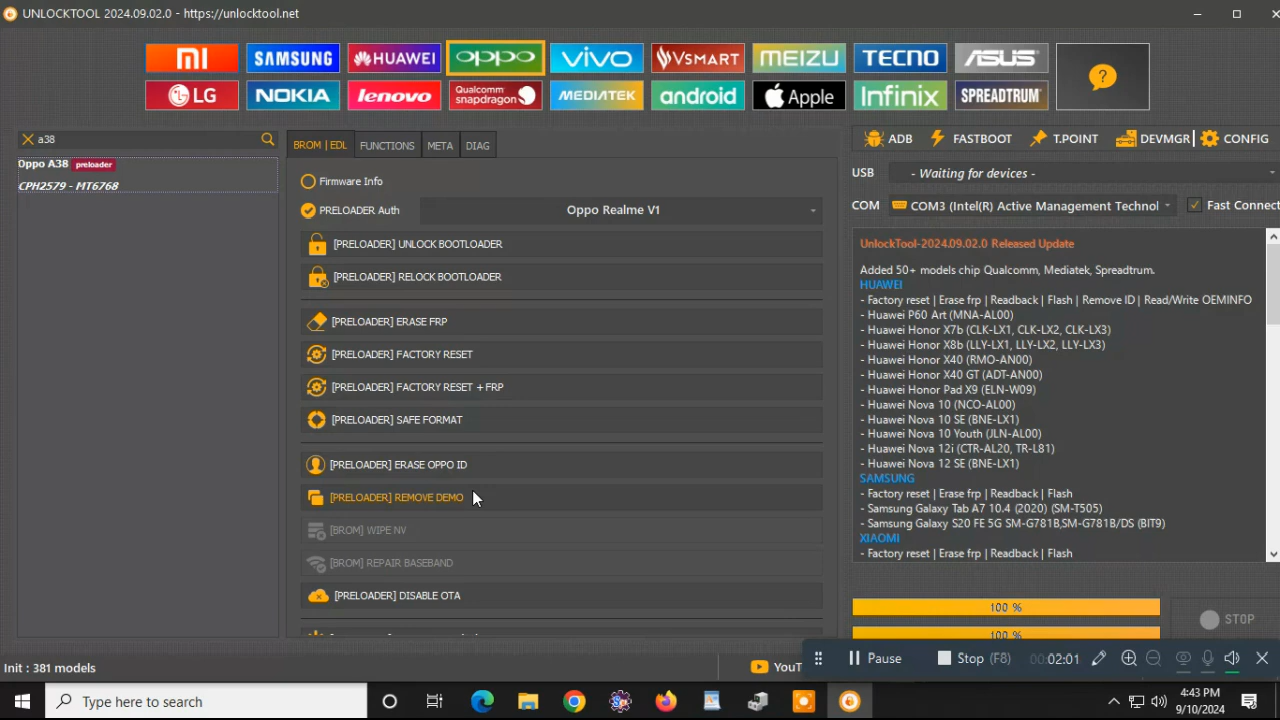 UNLOCKTOOL 2024.09.02.0 - https://unlocktool.net
MI SAMSUNG HUAWEI oppo vivo VSMART MEIZU TECNO ASUS
LG NOKIA lenovo Qualcomm snapdragon MEDIATEK android Apple Infinix SPREADTRUM
?
a38
Oppo A38 preloader
CPH2579 - MT6768
BROM | EDL FUNCTIONS META DIAG
Firmware Info
PRELOADER Auth Oppo Realme V1
[PRELOADER] UNLOCK BOOTLOADER
[PRELOADER] RELOCK BOOTLOADER
[PRELOADER] ERASE FRP
[PRELOADER] FACTORY RESET
[PRELOADER] FACTORY RESET + FRP
[PRELOADER] SAFE FORMAT
[PRELOADER] ERASE OPPO ID
[PRELOADER] REMOVE DEMO
[BROM] WIPE NV
[BROM] REPAIR BASEBAND
[PRELOADER] DISABLE OTA
ADB FASTBOOT T.POINT DEVMGR CONFIG
USB - Waiting for devices -
COM COM3 (Intel(R) Active Management Technol Fast Connect
UnlockTool-2024.09.02.0 Released Update
Added 50+ models chip Qualcomm, Mediatek, Spreadtrum.
HUAWEI
- Factory reset | Erase frp | Readback | Flash | Remove ID | Read/Write OEMINFO
- Huawei P60 Art (MNA-AL00)
- Huawei Honor X7b (CLK-LX1, CLK-LX2, CLK-LX3)
- Huawei Honor X8b (LLY-LX1, LLY-LX2, LLY-LX3)
- Huawei Honor X40 (RMO-AN00)
- Huawei Honor X40 GT (ADT-AN00)
- Huawei Honor Pad X9 (ELN-W09)
- Huawei Nova 10 (NCO-AL00)
- Huawei Nova 10 SE (BNE-LX1)
- Huawei Nova 10 Youth (JLN-AL00)
- Huawei Nova 12i (CTR-AL20, TR-L81)
- Huawei Nova 12 SE (BNE-LX1)
SAMSUNG
- Factory reset | Erase frp | Readback | Flash
- Samsung Galaxy Tab A7 10.4 (2020) (SM-T505)
- Samsung Galaxy S20 FE 5G SM-G781B,SM-G781B/DS (BIT9)
XIAOMI
- Factory reset | Erase frp | Readback | Flash
100 %
100 %
STOP
Init : 381 models
YouT
Pause Stop (F8) 00:02:01
Type here to search
4:43 PM
9/10/2024